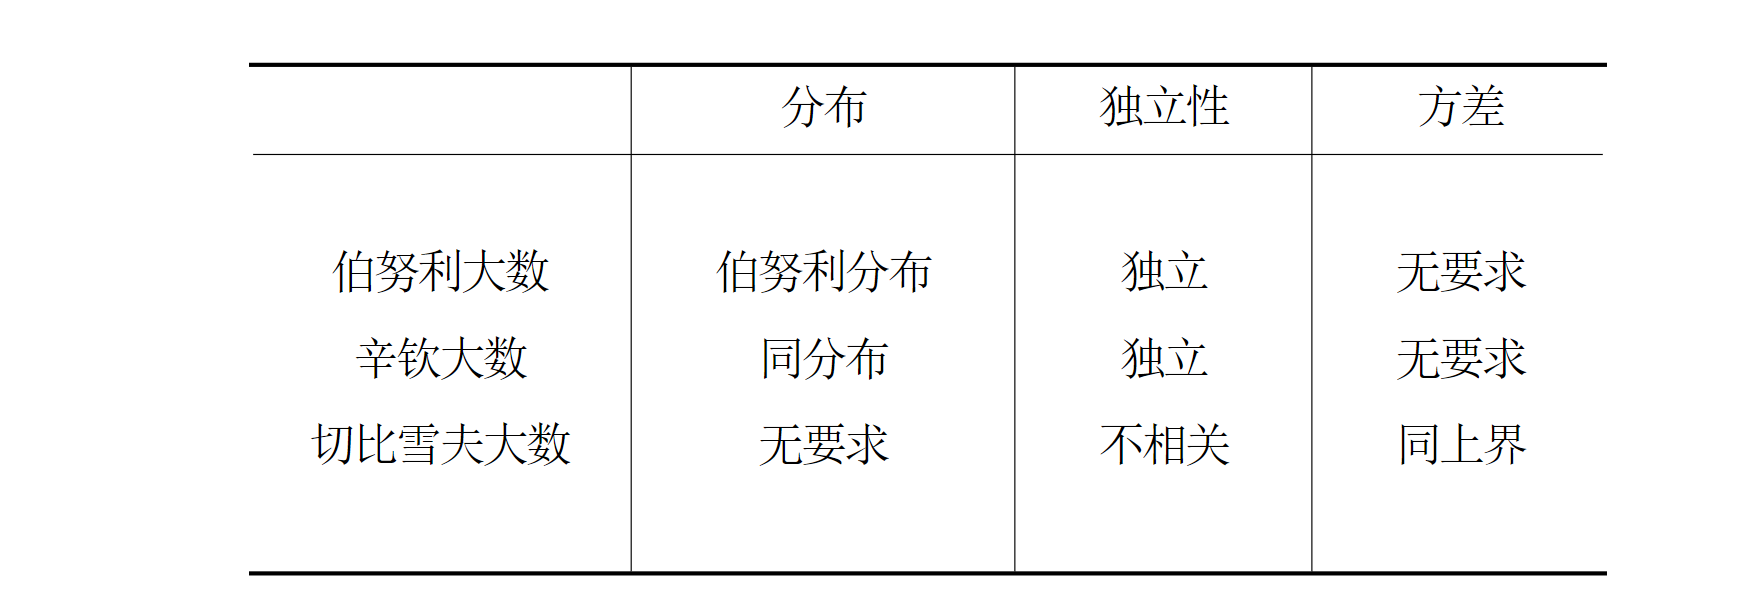 分布 独立性 方差
伯努利大数 伯努利分布 独立 无要求
辛钦大数 同分布 独立 无要求
切比雪夫大数 无要求 不相关 同上界